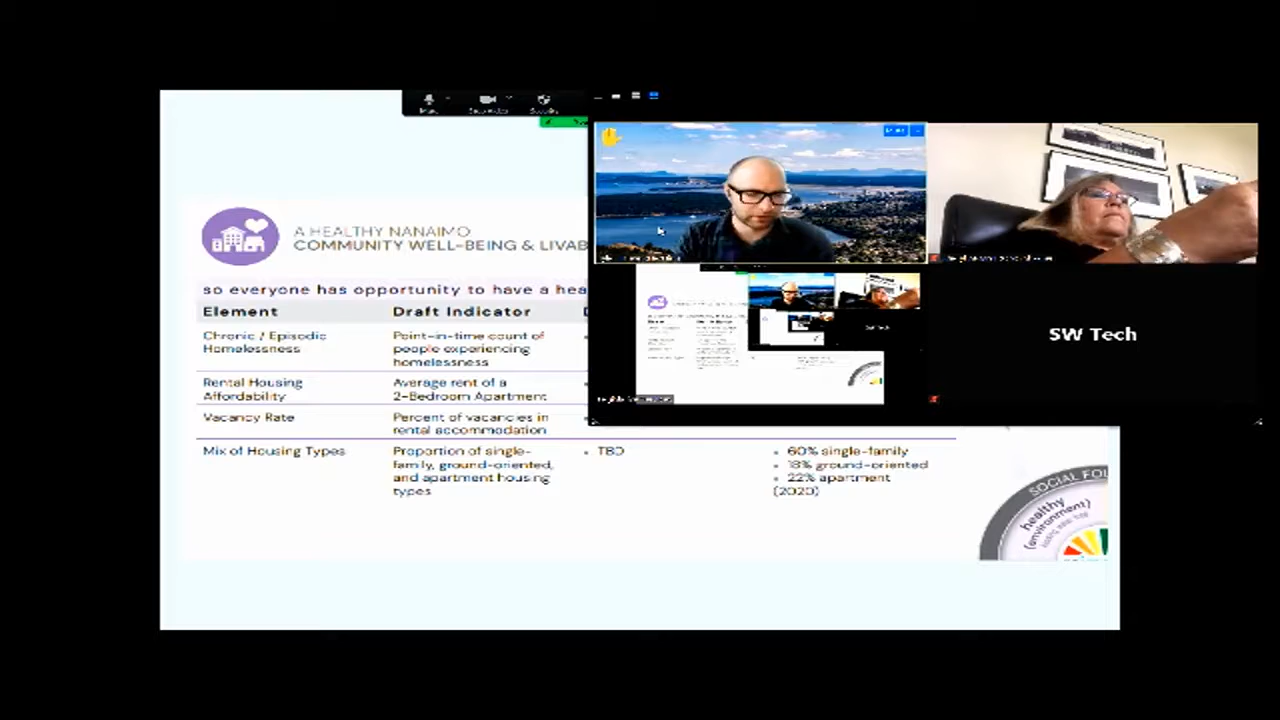 A HEALTHY NANAIMO
COMMUNITY WELL-BEING & LIVAB
so everyone has opportunity to have a hea
Element Draft Indicator
Chronic / Episodic
Homelessness
Point-in-time count of
people experiencing
homelessness
Rental Housing
Affordability
Average rent of a
2-Bedroom Apartment
Vacancy Rate
Percent of vacancies in
rental accommodation
Mix of Housing Types
Proportion of single-
family, ground-oriented,
and apartment housing
types
• TBD
• 60% single-family
• 18% ground-oriented
• 22% apartment
(2020)
SOCIAL FOU
healthy
(environment)
SW Tech